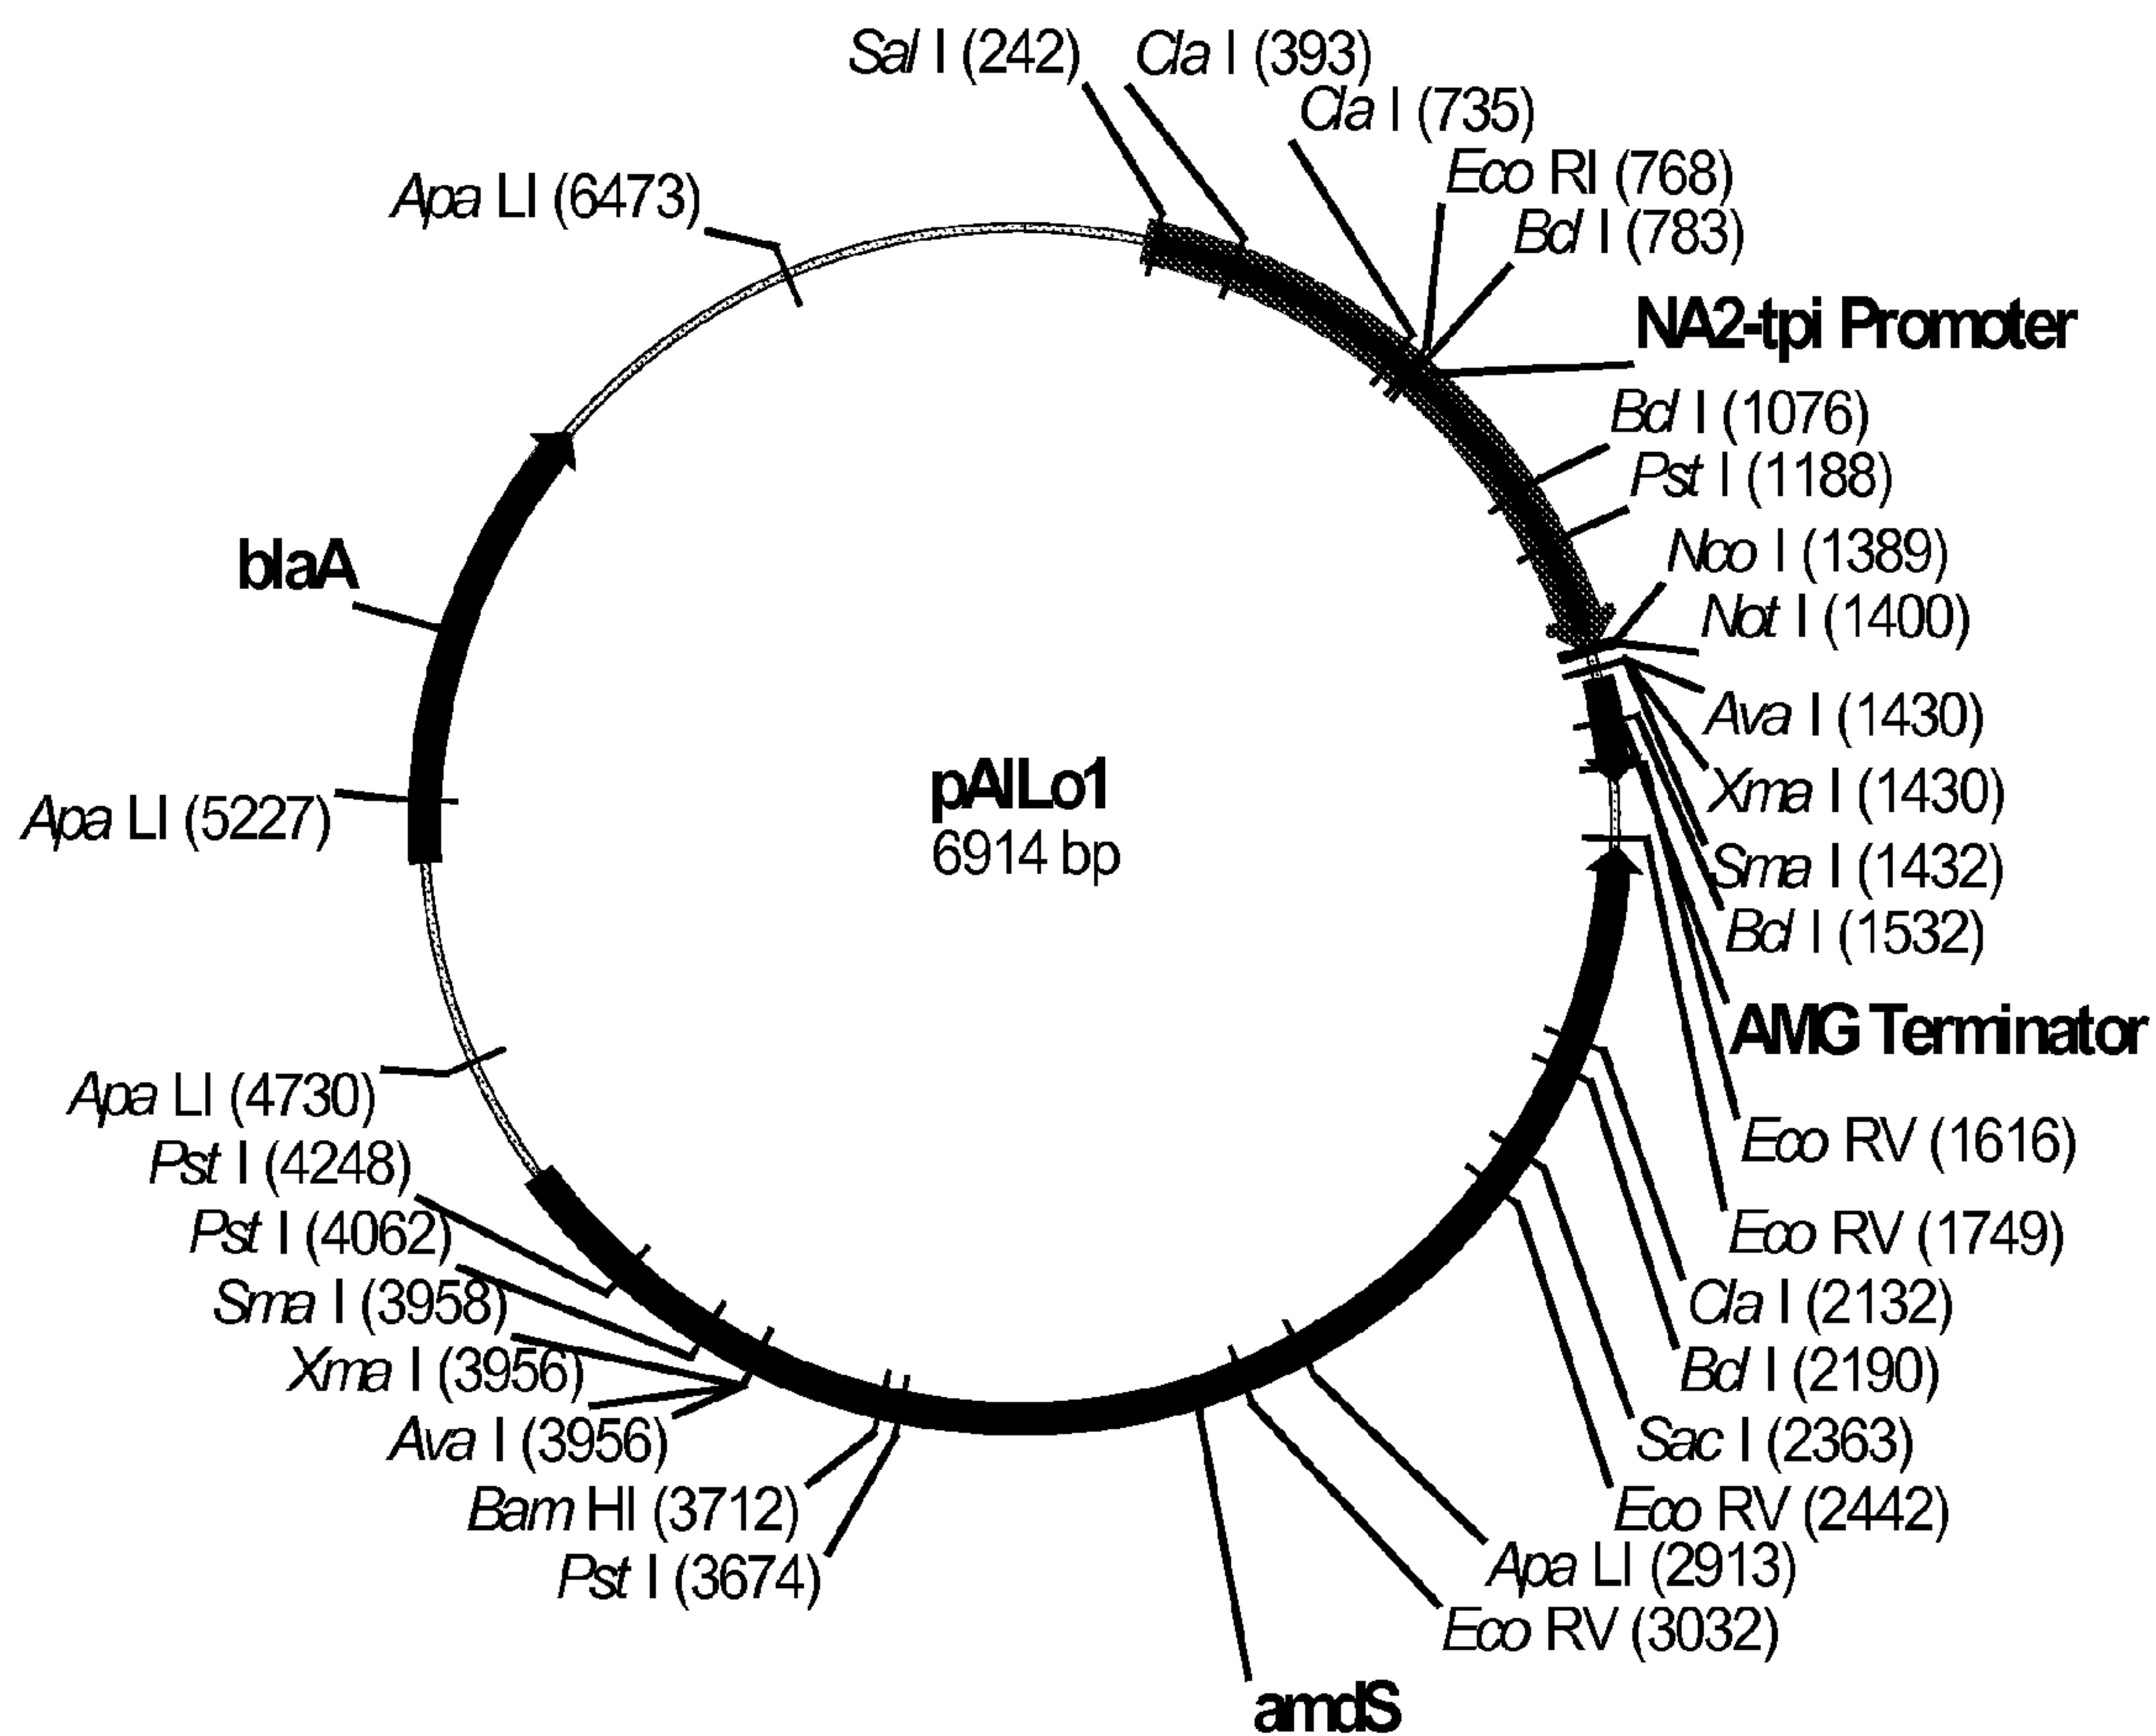 Sal I (242)
Cla I (393)
Cla I (735)
Eco RI (768)
Bcl I (783)
NA2-tpi Promoter
Bcl I (1076)
Pst I (1188)
Nco I (1389)
Not I (1400)
Ava I (1430)
Xma I (1430)
Sma I (1432)
Bcl I (1532)
AMG Terminator
Eco RV (1616)
Eco RV (1749)
Cla I (2132)
Bcl I (2190)
Sac I (2363)
Eco RV (2442)
Apa LI (2913)
Eco RV (3032)
amdS
Pst I (3674)
Bam HI (3712)
Ava I (3956)
Xma I (3956)
Sma I (3958)
Pst I (4062)
Pst I (4248)
Apa LI (4730)
Apa LI (5227)
blaA
Apa LI (6473)
pAILo1
6914 bp